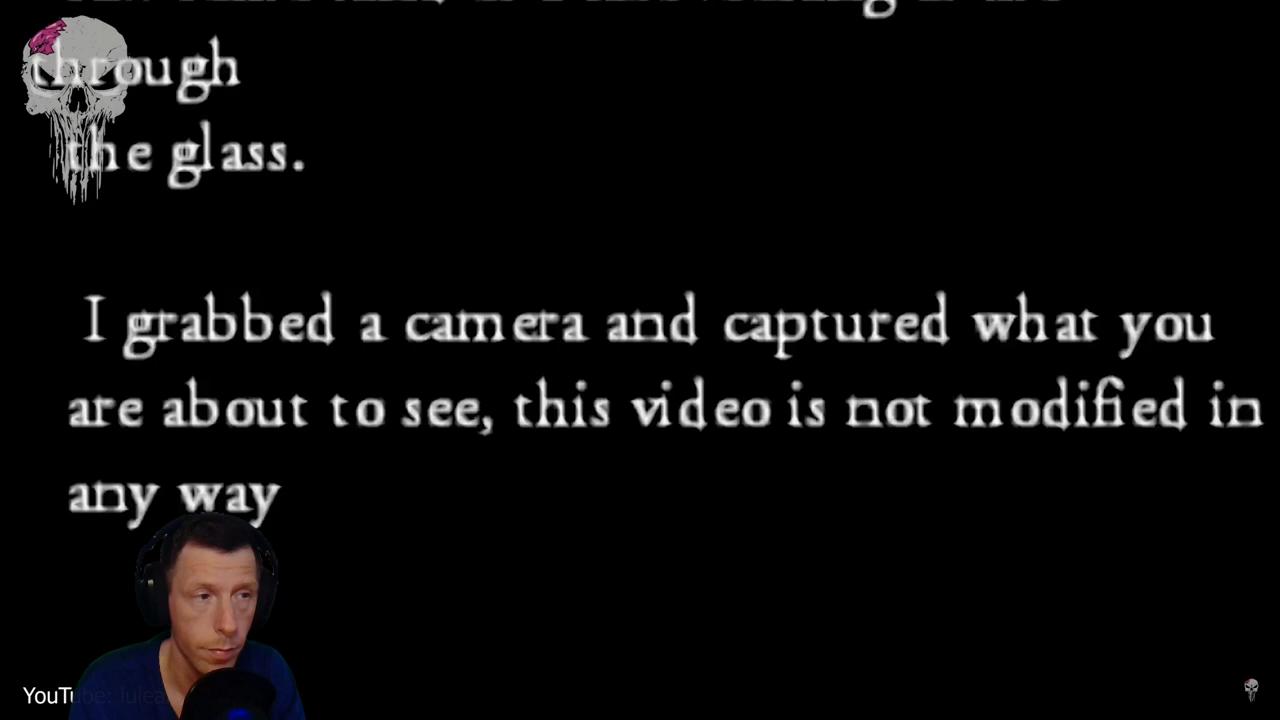 through
the glass.
I grabbed a camera and captured what you
are about to see, this video is not modified in
any way
YouTube: